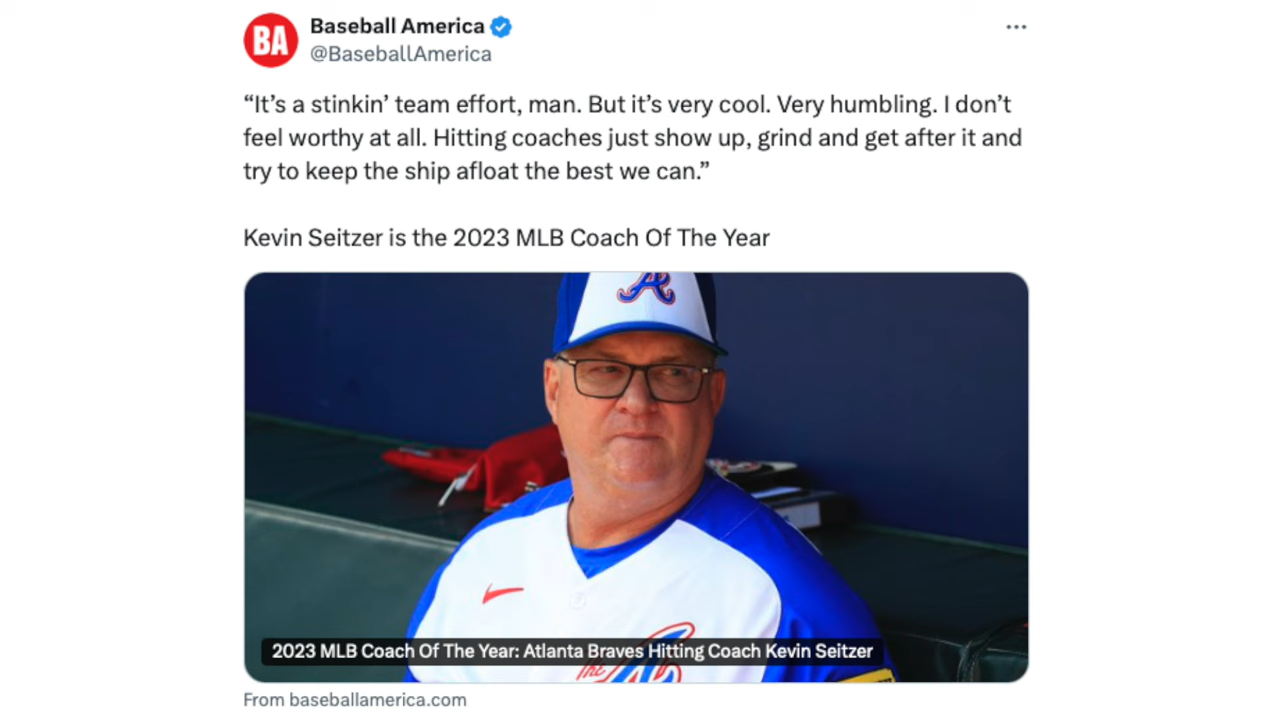 BA
Baseball America
@BaseballAmerica
“It’s a stinkin’ team effort, man. But it’s very cool. Very humbling. I don’t
feel worthy at all. Hitting coaches just show up, grind and get after it and
try to keep the ship afloat the best we can.”
Kevin Seitzer is the 2023 MLB Coach Of The Year
A
2023 MLB Coach Of The Year: Atlanta Braves Hitting Coach Kevin Seitzer
The A
From baseballamerica.com